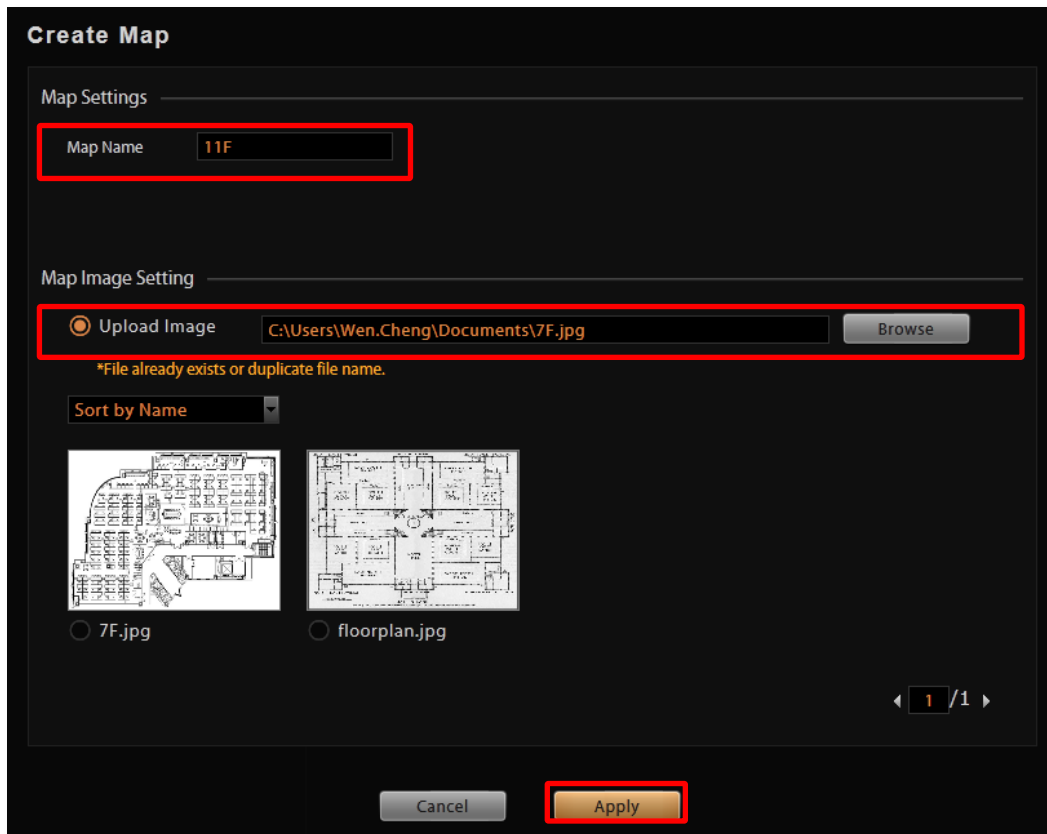 Create Map
Map Settings
Map Name 11F
Map Image Setting
Upload Image C:\Users\Wen.Cheng\Documents\7F.jpg Browse
*File already exists or duplicate file name.
Sort by Name
7F.jpg floorplan.jpg
1 /1
Cancel Apply